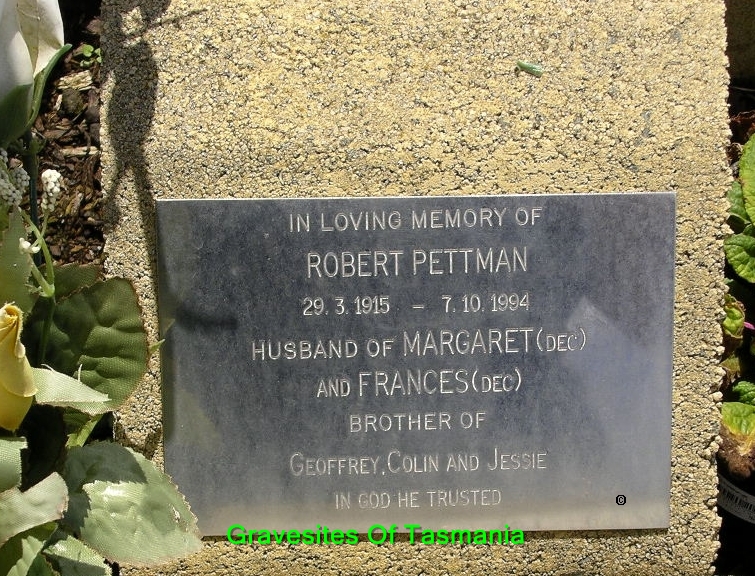 IN LOVING MEMORY OF
ROBERT PETTMAN
29. 3. 1915 – 7. 10. 1994
HUSBAND OF MARGARET (DEC)
AND FRANCES (DEC)
BROTHER OF
GEOFFREY, COLIN AND JESSIE
IN GOD HE TRUSTED
©
Gravesites Of Tasmania